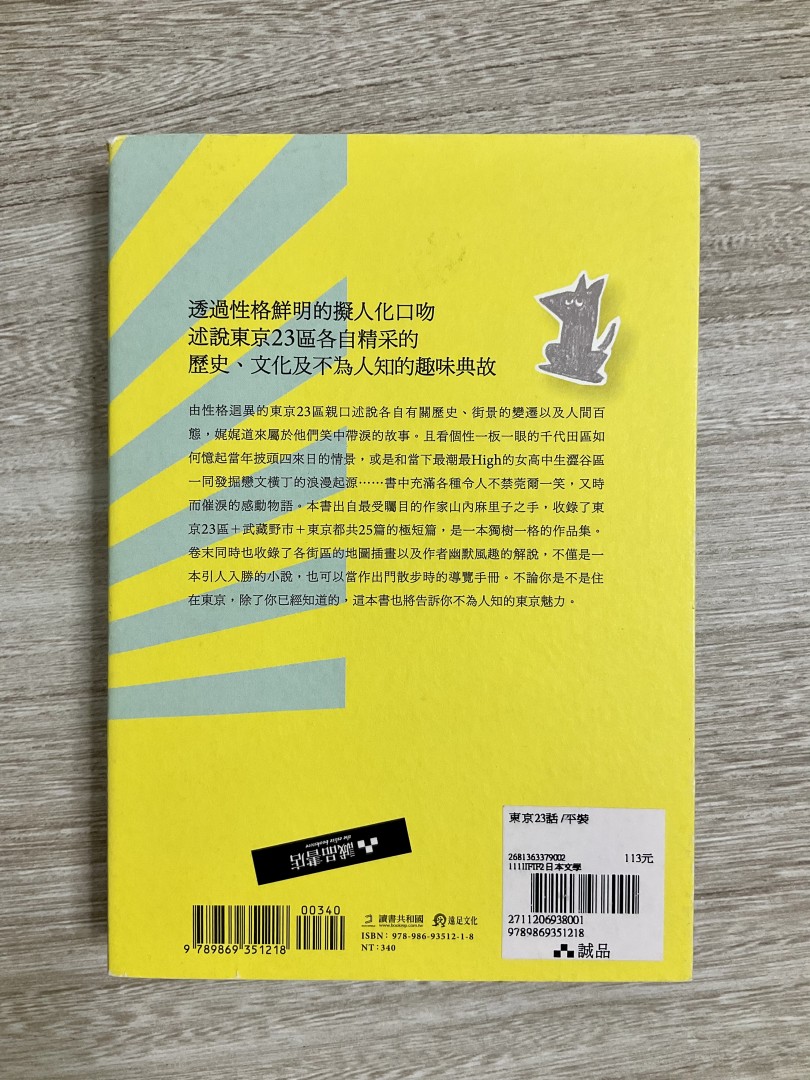 透過性格鮮明的擬人化口吻
述說東京23區各自精采的
歷史、文化及不為人知的趣味典故
由性格迴異的東京23區親口述說各自有關歷史、街景的變遷以及人間百
態，娓娓道來屬於他們笑中帶淚的故事。且看個性一板一眼的千代田區如
何憶起當年披頭四來日的情景，或是和當下最潮最High的女高中生澀谷區
一同發掘戀文橫丁的浪漫起源……書中充滿各種令人不禁莞爾一笑，又時
而催淚的感動物語。本書出自最受矚目的作家山內麻里子之手，收錄了東
京23區＋武藏野市＋東京都共25篇的極短篇，是一本獨樹一格的作品集。
卷末同時也收錄了各街區的地圖插畫以及作者幽默風趣的解說，不僅是一
本引人入勝的小說，也可以當作出門散步時的導覽手冊。不論你是不是住
在東京，除了你已經知道的，這本書也將告訴你不為人知的東京魅力。
誠品書店
the eslite bookstore
00340
9 789869 351218
讀書共和國
www.bookrep.com.tw
遠足文化
ISBN：978-986-93512-1-8
NT：340
東京23話 /平裝
2681363379002
113元
1111IFIF2日本文學
2711206938001
9789869351218
誠品